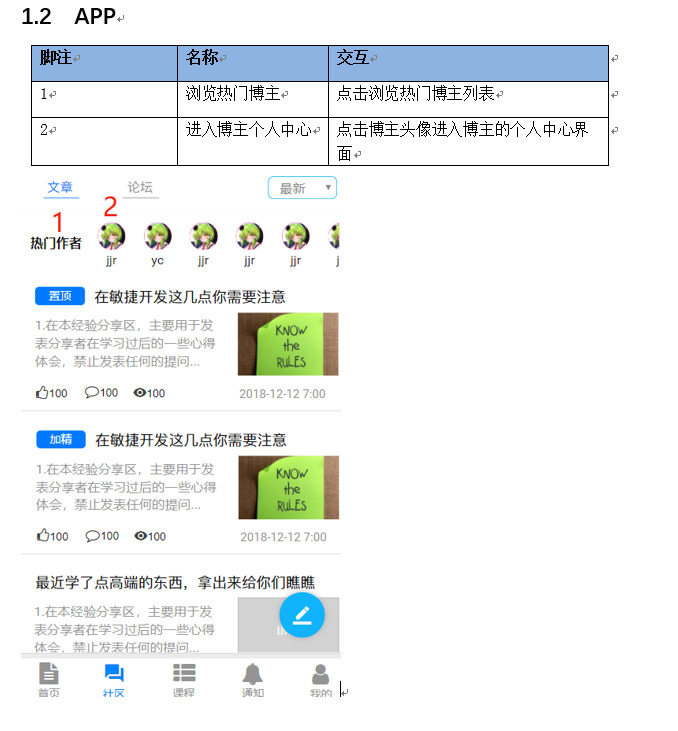 1.2 APP
脚注 名称 交互
1 浏览热门博主 点击浏览热门博主列表
2 进入博主个人中心 点击博主头像进入博主的个人中心界
面
文章 论坛 最新
1 2
热门作者
jjr yc jjr jjr jjr j
置顶 在敏捷开发这几点你需要注意
1.在本经验分享区，主要用于发
表分享者在学习过后的一些心得
体会，禁止发表任何的提问...
KNOW
the
RULES
100 100 100 2018-12-12 7:00
加精 在敏捷开发这几点你需要注意
1.在本经验分享区，主要用于发
表分享者在学习过后的一些心得
体会，禁止发表任何的提问...
KNOW
the
RULES
100 100 100 2018-12-12 7:00
最近学了点高端的东西，拿出来给你们瞧瞧
1.在本经验分享区，主要用于发
表分享者在学习过后的一些心得
体会，禁止发表任何的提问...
首页 社区 课程 通知 我的